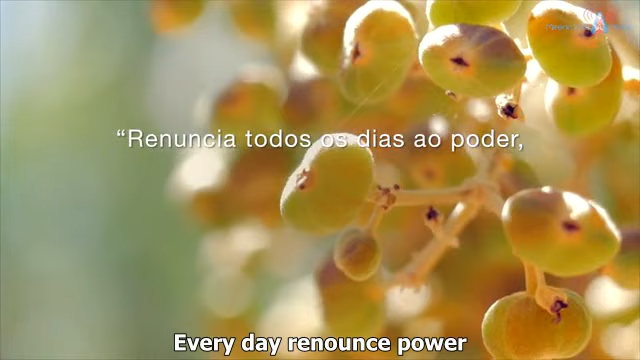 “Renuncia todos os dias ao poder,
Every day renounce power